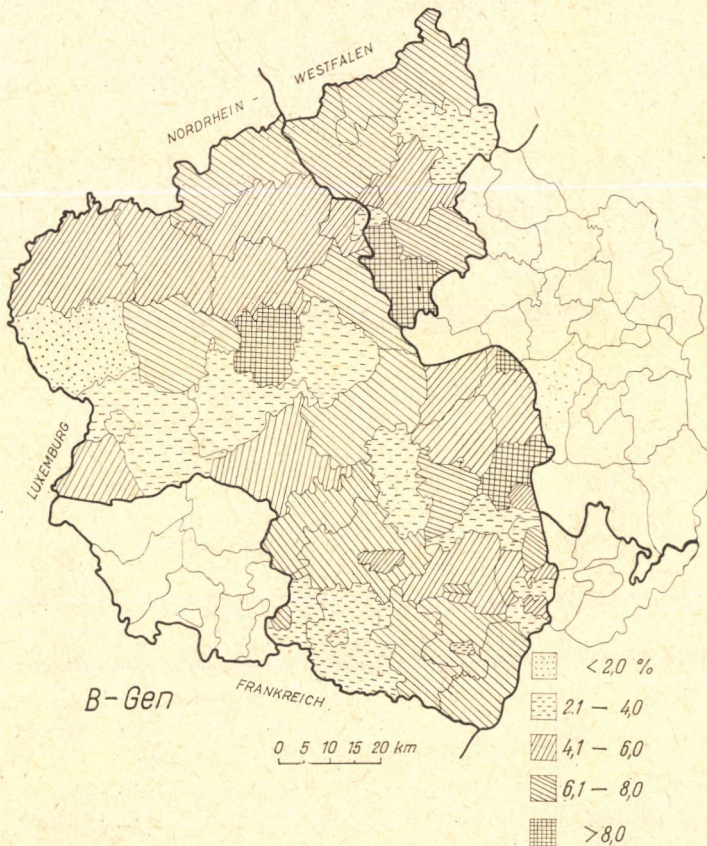 WESTFALEN
NORDRHEIN -
LUXEMBURG
FRANKREICH
B-Gen
0 5 10 15 20 km
< 2,0 %
2.1 — 4,0
4,1 — 6,0
6,1 — 8,0
>8,0